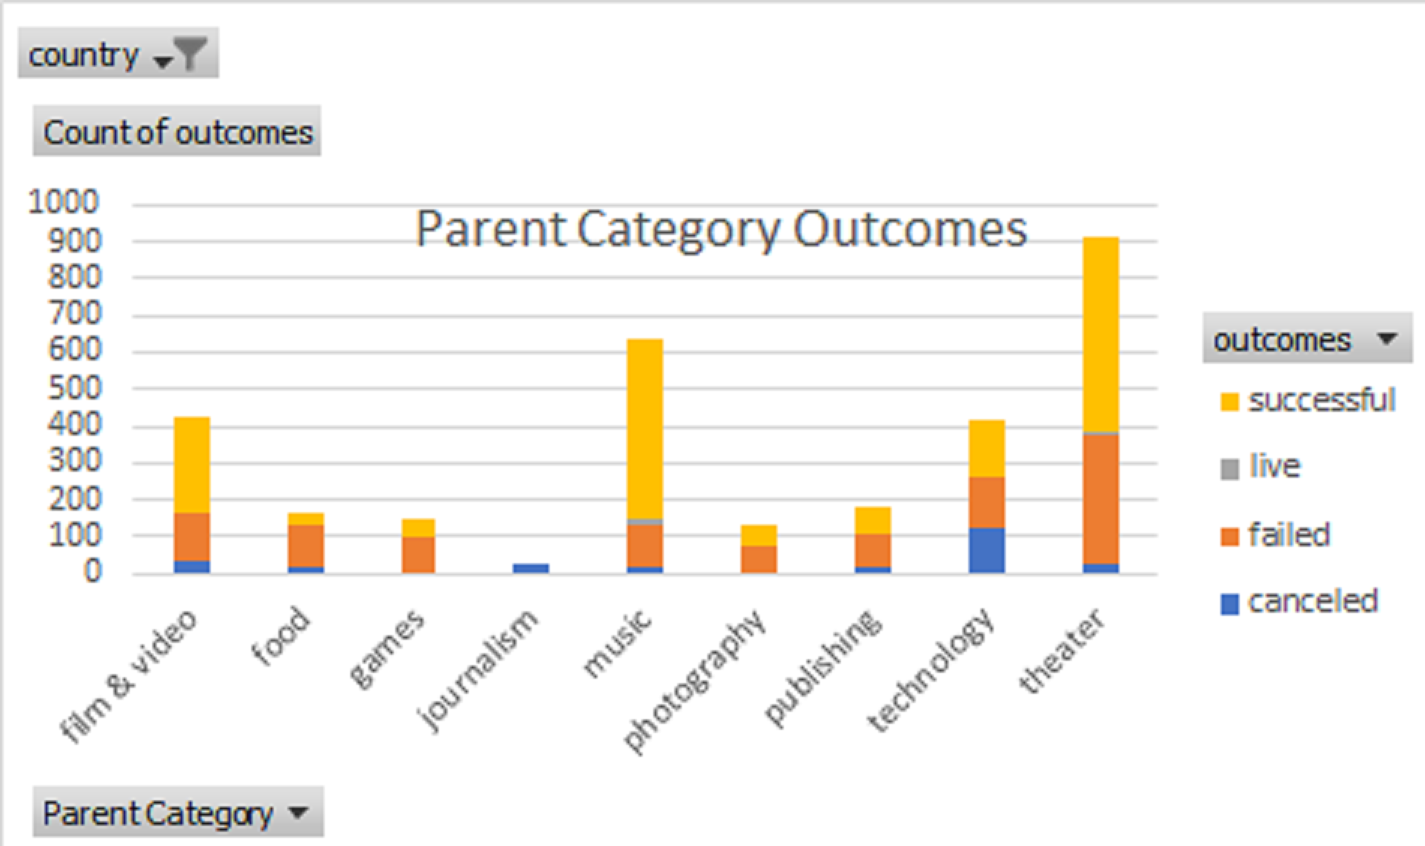 country
Count of outcomes
Parent Category Outcomes
1000
900
800
700
600
500
400
300
200
100
0
film & video
food
games
journalism
music
photography
publishing
technology
theater
outcomes
successful
live
failed
canceled
Parent Category